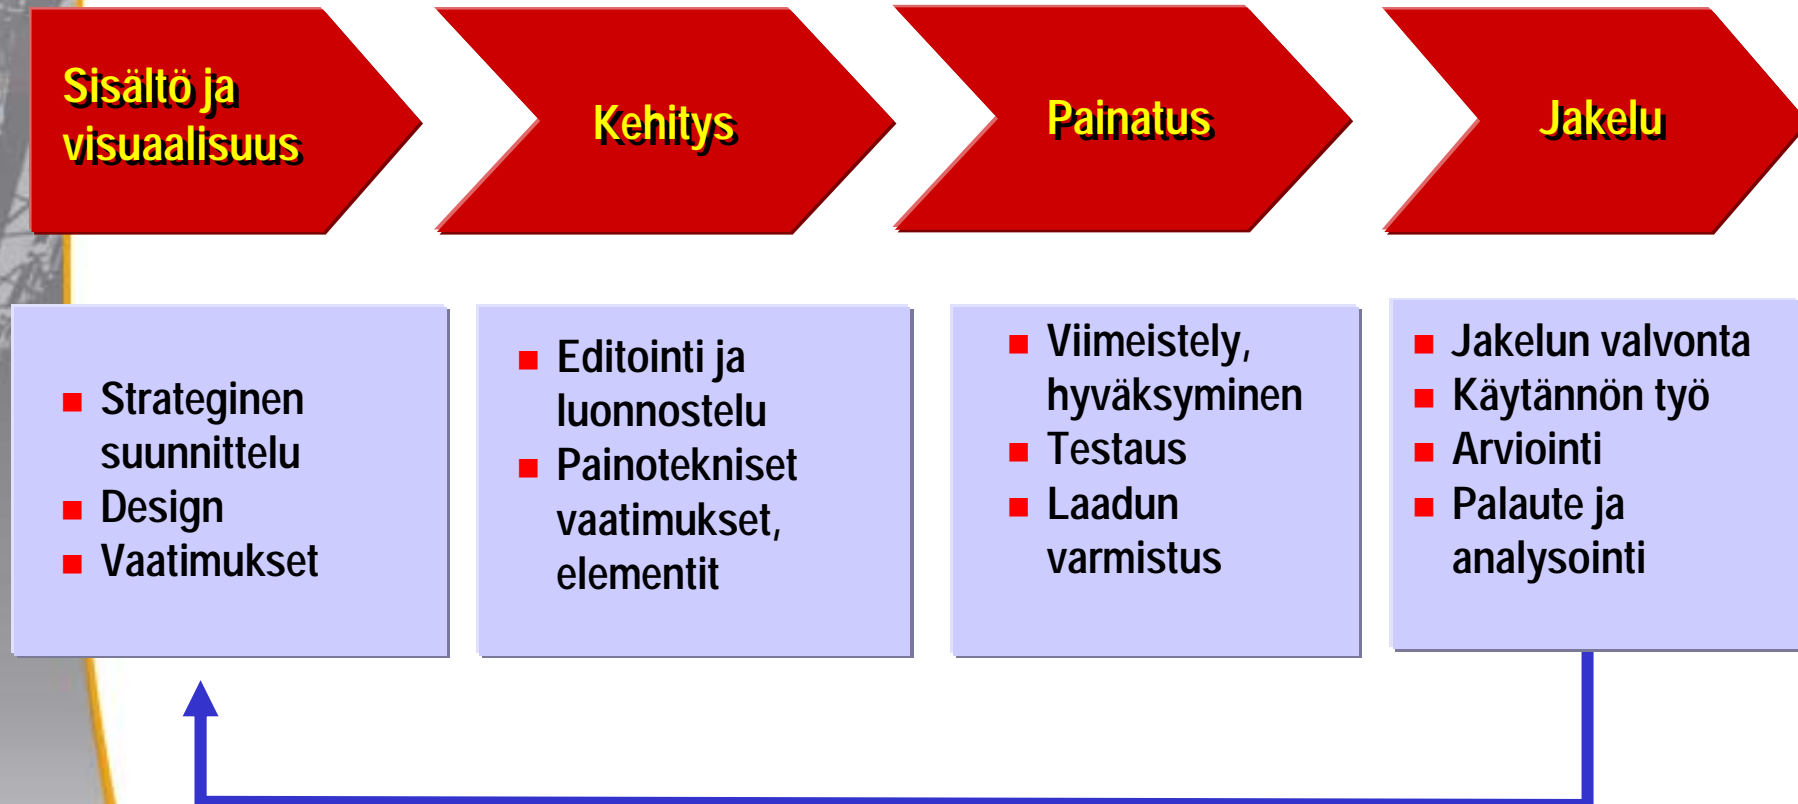 Sisältö ja
visuaalisuus
Kehitys
Painatus
Jakelu
Strateginen
suunnittelu
Design
Vaatimukset
Editointi ja
luonnostelu
Painotekniset
vaatimukset,
elementit
Viimeistely,
hyväksyminen
Testaus
Laadun
varmistus
Jakelun valvonta
Käytännön työ
Arviointi
Palaute ja
analysointi